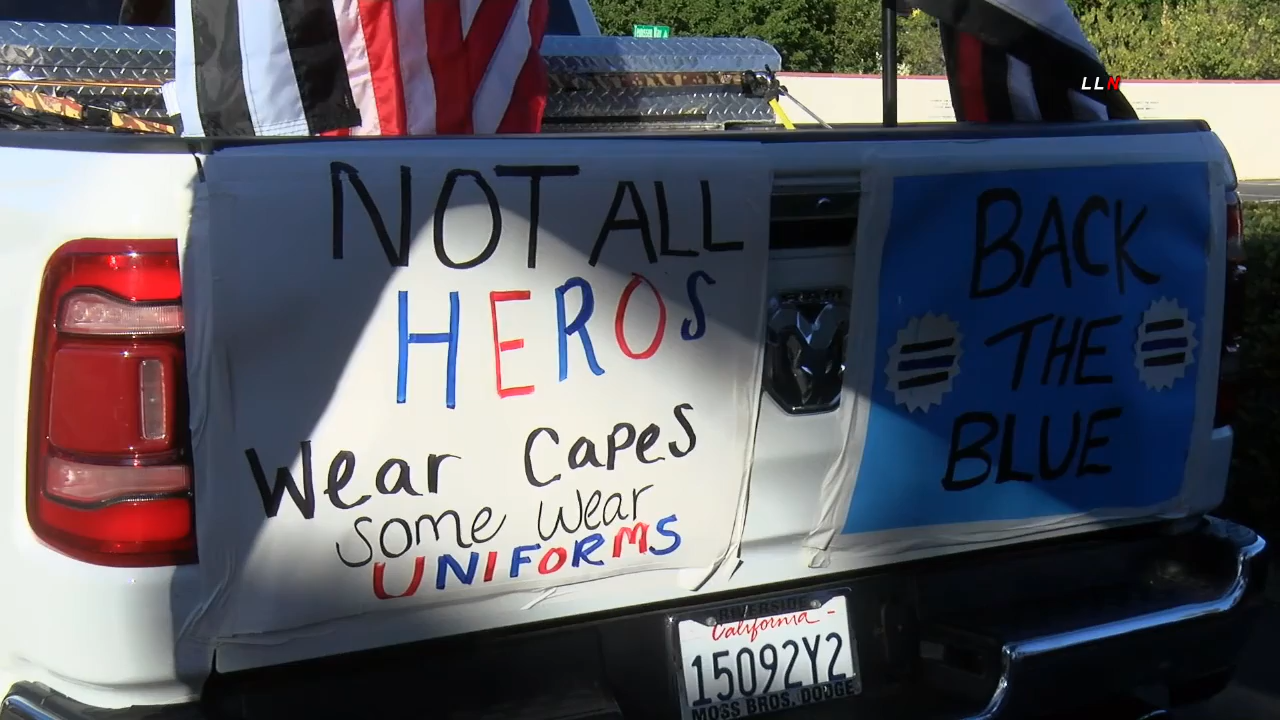 LLN
NOT ALL
HEROS
Wear Capes
some wear
UNIFORMS
BACK
THE
BLUE
RIVERSIDE
California
15092Y2
MOSS BROS. DODGE